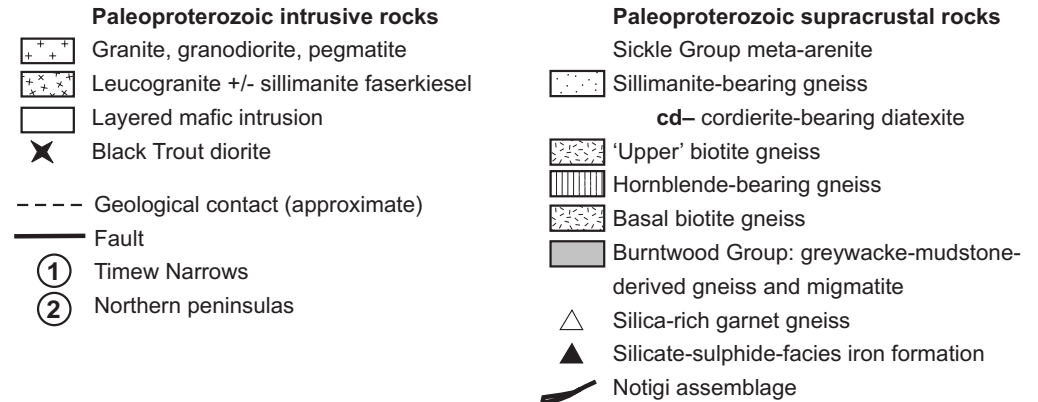 Paleoproterozoic intrusive rocks
Granite, granodiorite, pegmatite
Leucogranite +/- sillimanite faserkiesel
Layered mafic intrusion
Black Trout diorite
Geological contact (approximate)
Fault
1 Timew Narrows
2 Northern peninsulas
Paleoproterozoic supracrustal rocks
Sickle Group meta-arenite
Sillimanite-bearing gneiss
cd– cordierite-bearing diatexite
‘Upper’ biotite gneiss
Hornblende-bearing gneiss
Basal biotite gneiss
Burntwood Group: greywacke-mudstone-
derived gneiss and migmatite
Silica-rich garnet gneiss
Silicate-sulphide-facies iron formation
Notigi assemblage